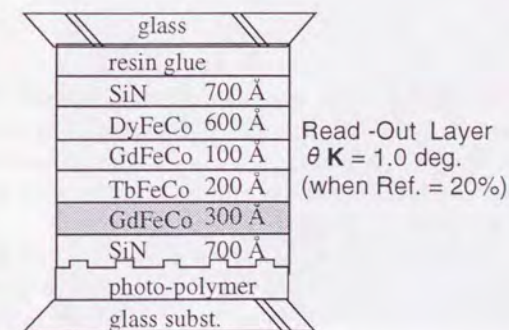 glass
resin glue
SiN 700 Å
DyFeCo 600 Å
GdFeCo 100 Å
TbFeCo 200 Å
GdFeCo 300 Å
SiN 700 Å
photo-polymer
glass subst.
Read -Out Layer
θ K = 1.0 deg.
(when Ref. = 20%)